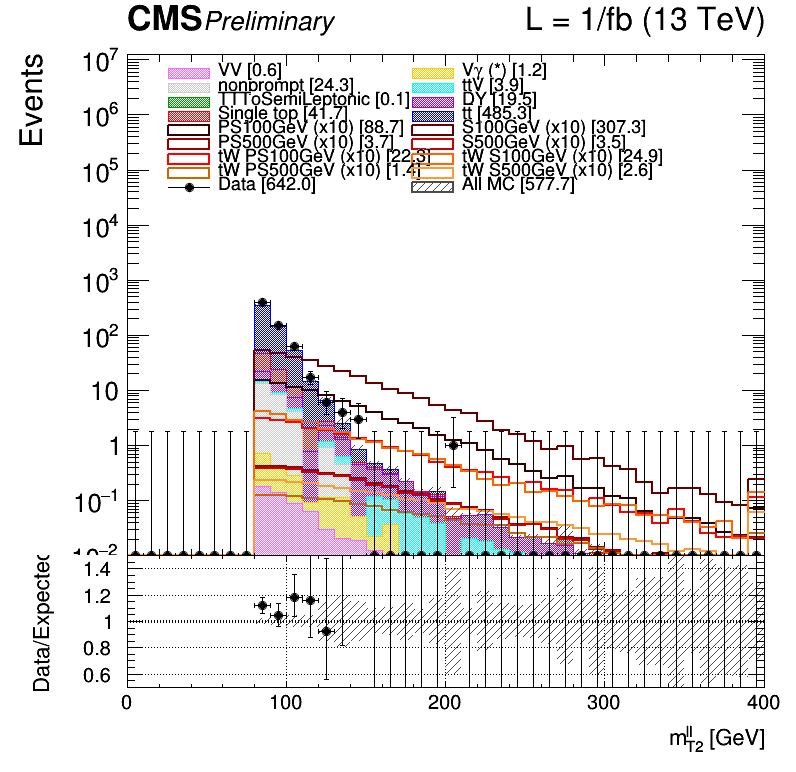 CMS Preliminary L = 1/fb (13 TeV)
Events
10^7
10^6
10^5
10^4
10^3
10^2
10
1
10^-1
10^-2
VV [0.6] Vγ (*) [1.2]
nonprompt [24.3] ttV [3.9]
TTToSemiLeptonic [0.1] DY [19.5]
Single top [41.7] tt [485.3]
PS100GeV (x10) [88.7] S100GeV (x10) [307.3]
PS500GeV (x10) [3.7] S500GeV (x10) [3.5]
tW PS100GeV (x10) [22.3] tW S100GeV (x10) [24.9]
tW PS500GeV (x10) [1.4] tW S500GeV (x10) [2.6]
Data [642.0] All MC [577.7]
Data/Expected
1.4
1.2
1
0.8
0.6
0 100 200 300 400
m_T2^ll [GeV]